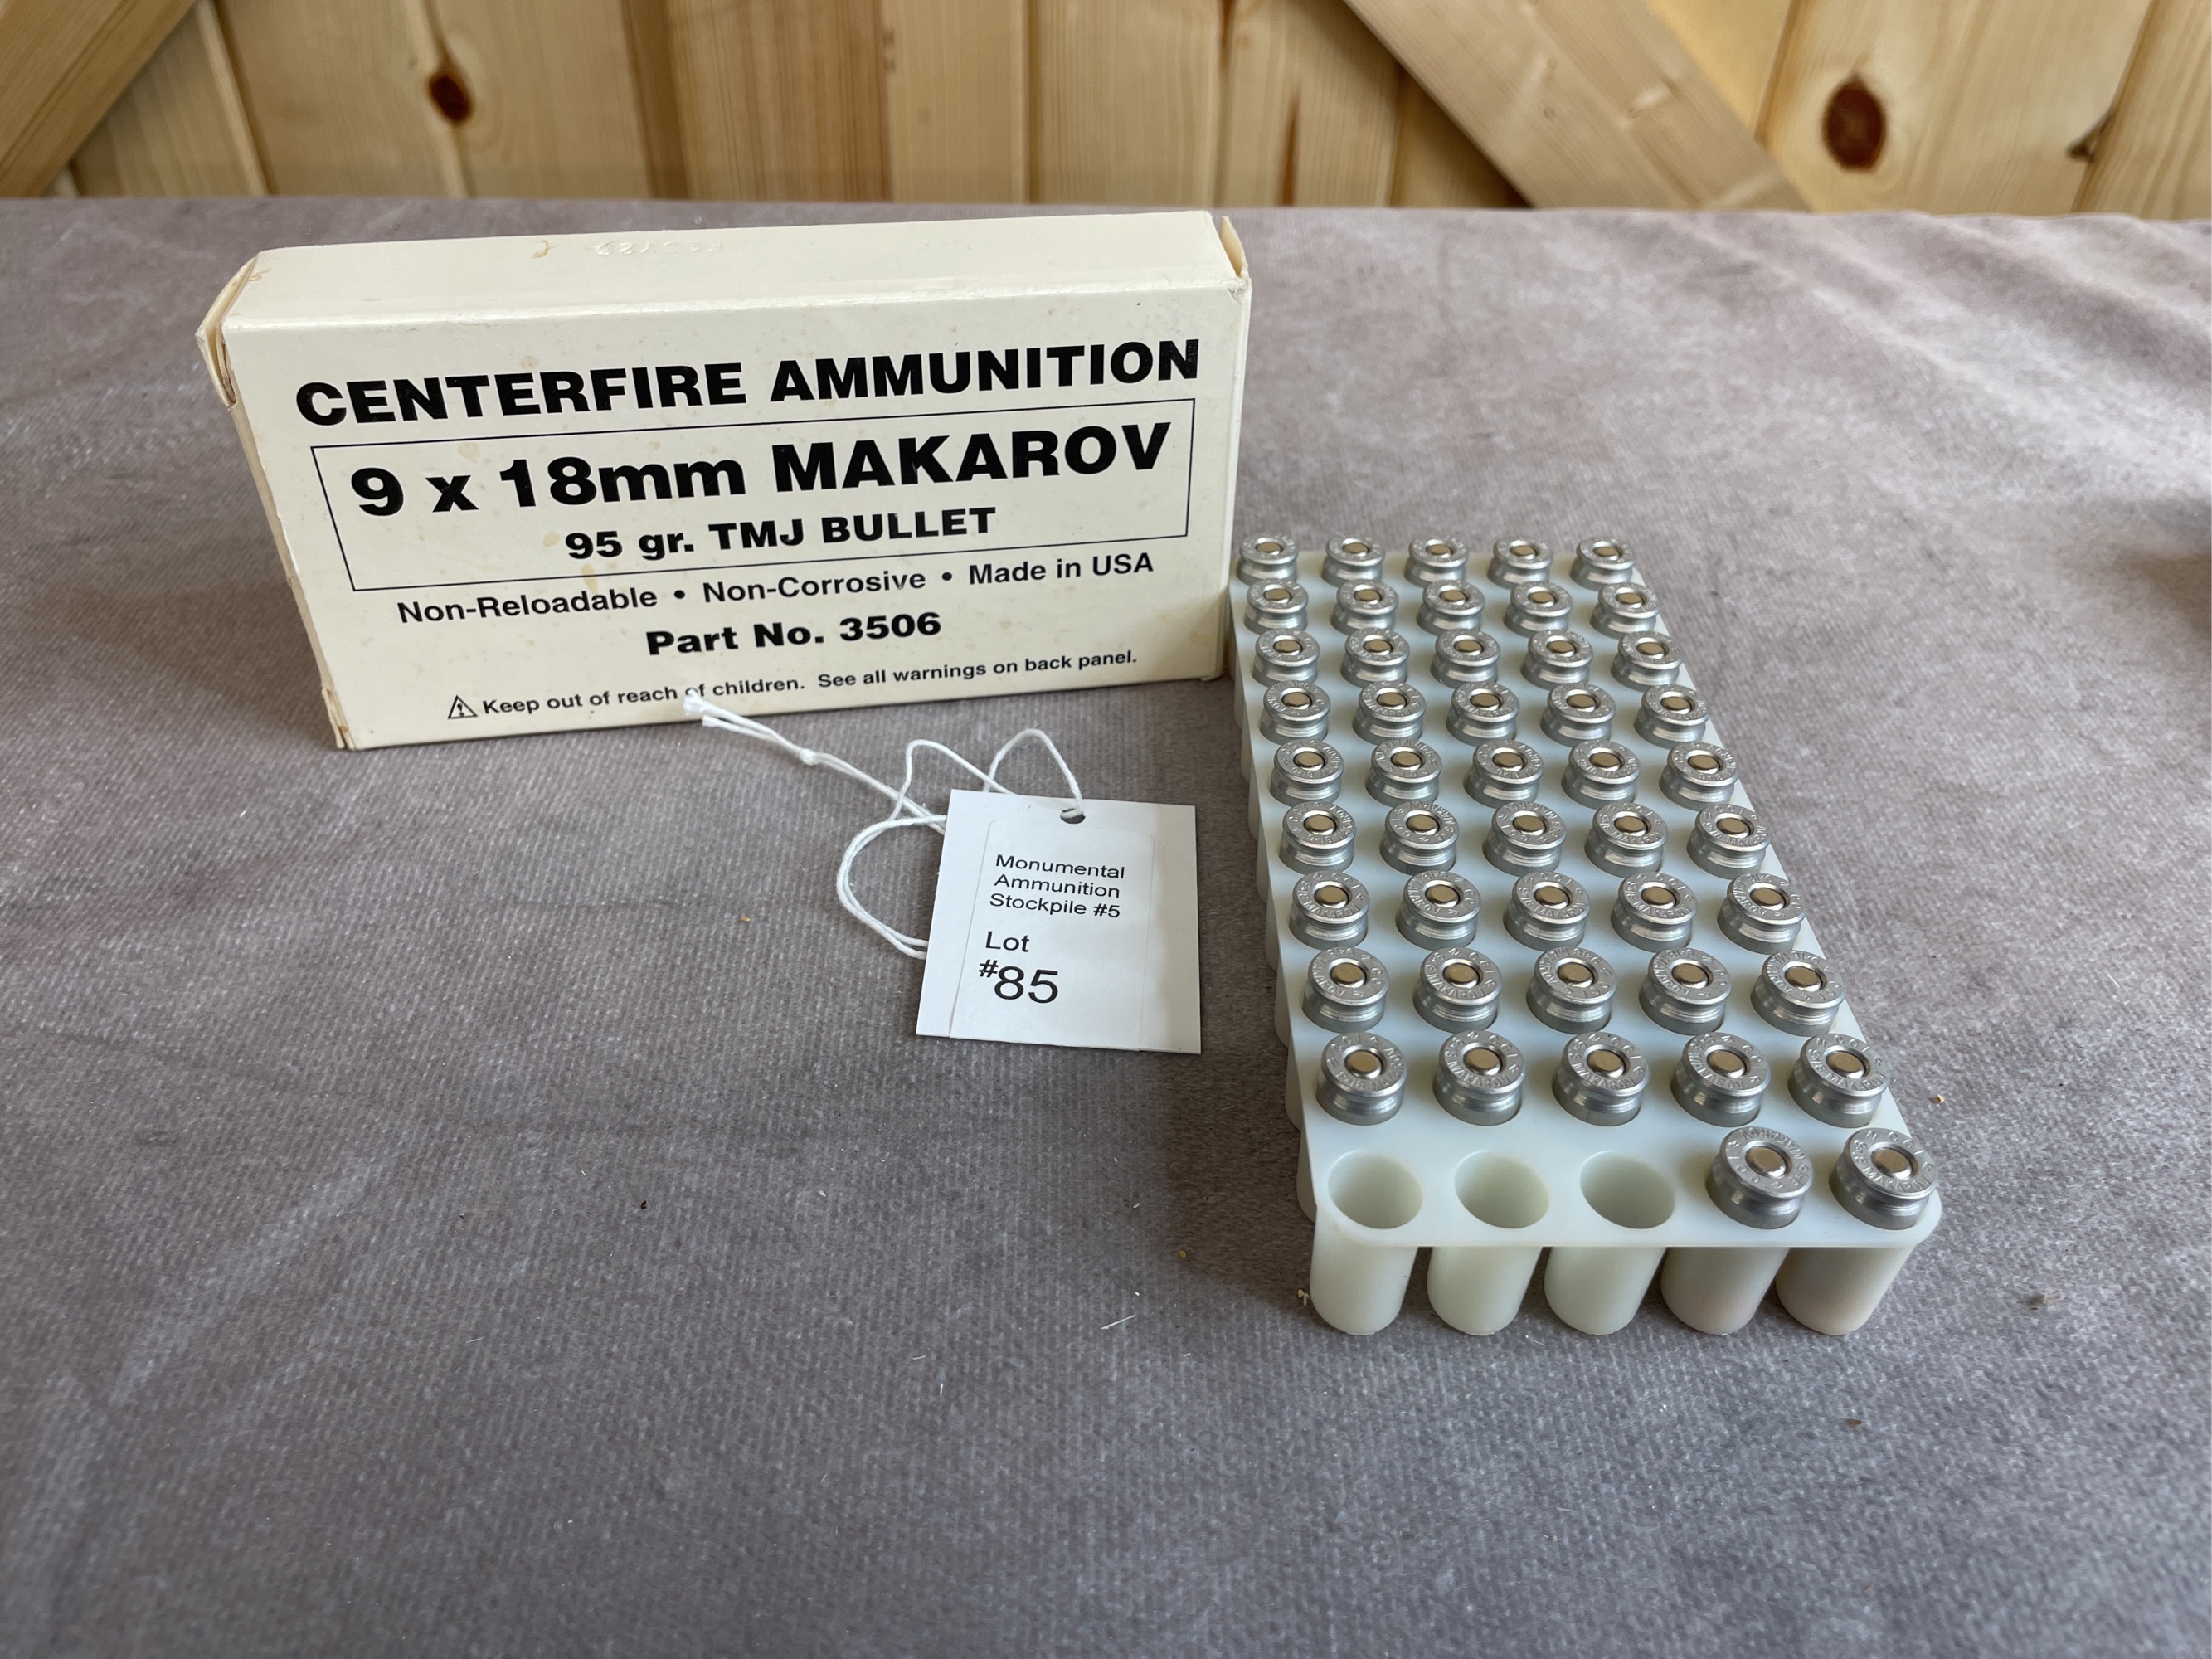 CENTERFIRE AMMUNITION
9 x 18mm MAKAROV
95 gr. TMJ BULLET
Non-Reloadable • Non-Corrosive • Made in USA
Part No. 3506
⚠ Keep out of reach of children. See all warnings on back panel.
Monumental
Ammunition
Stockpile #5
Lot
#85